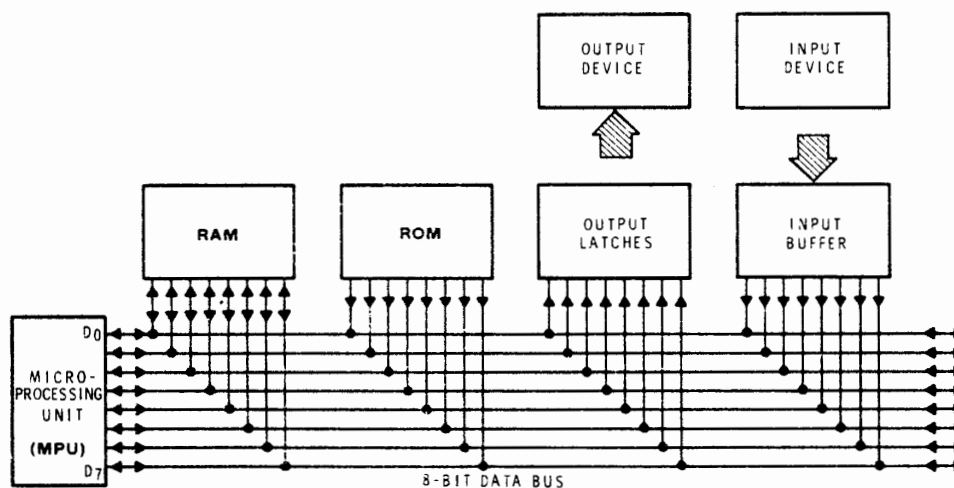 OUTPUT
DEVICE
INPUT
DEVICE
RAM
ROM
OUTPUT
LATCHES
INPUT
BUFFER
D0
MICRO-
PROCESSING
UNIT
(MPU)
D7
8-BIT DATA BUS